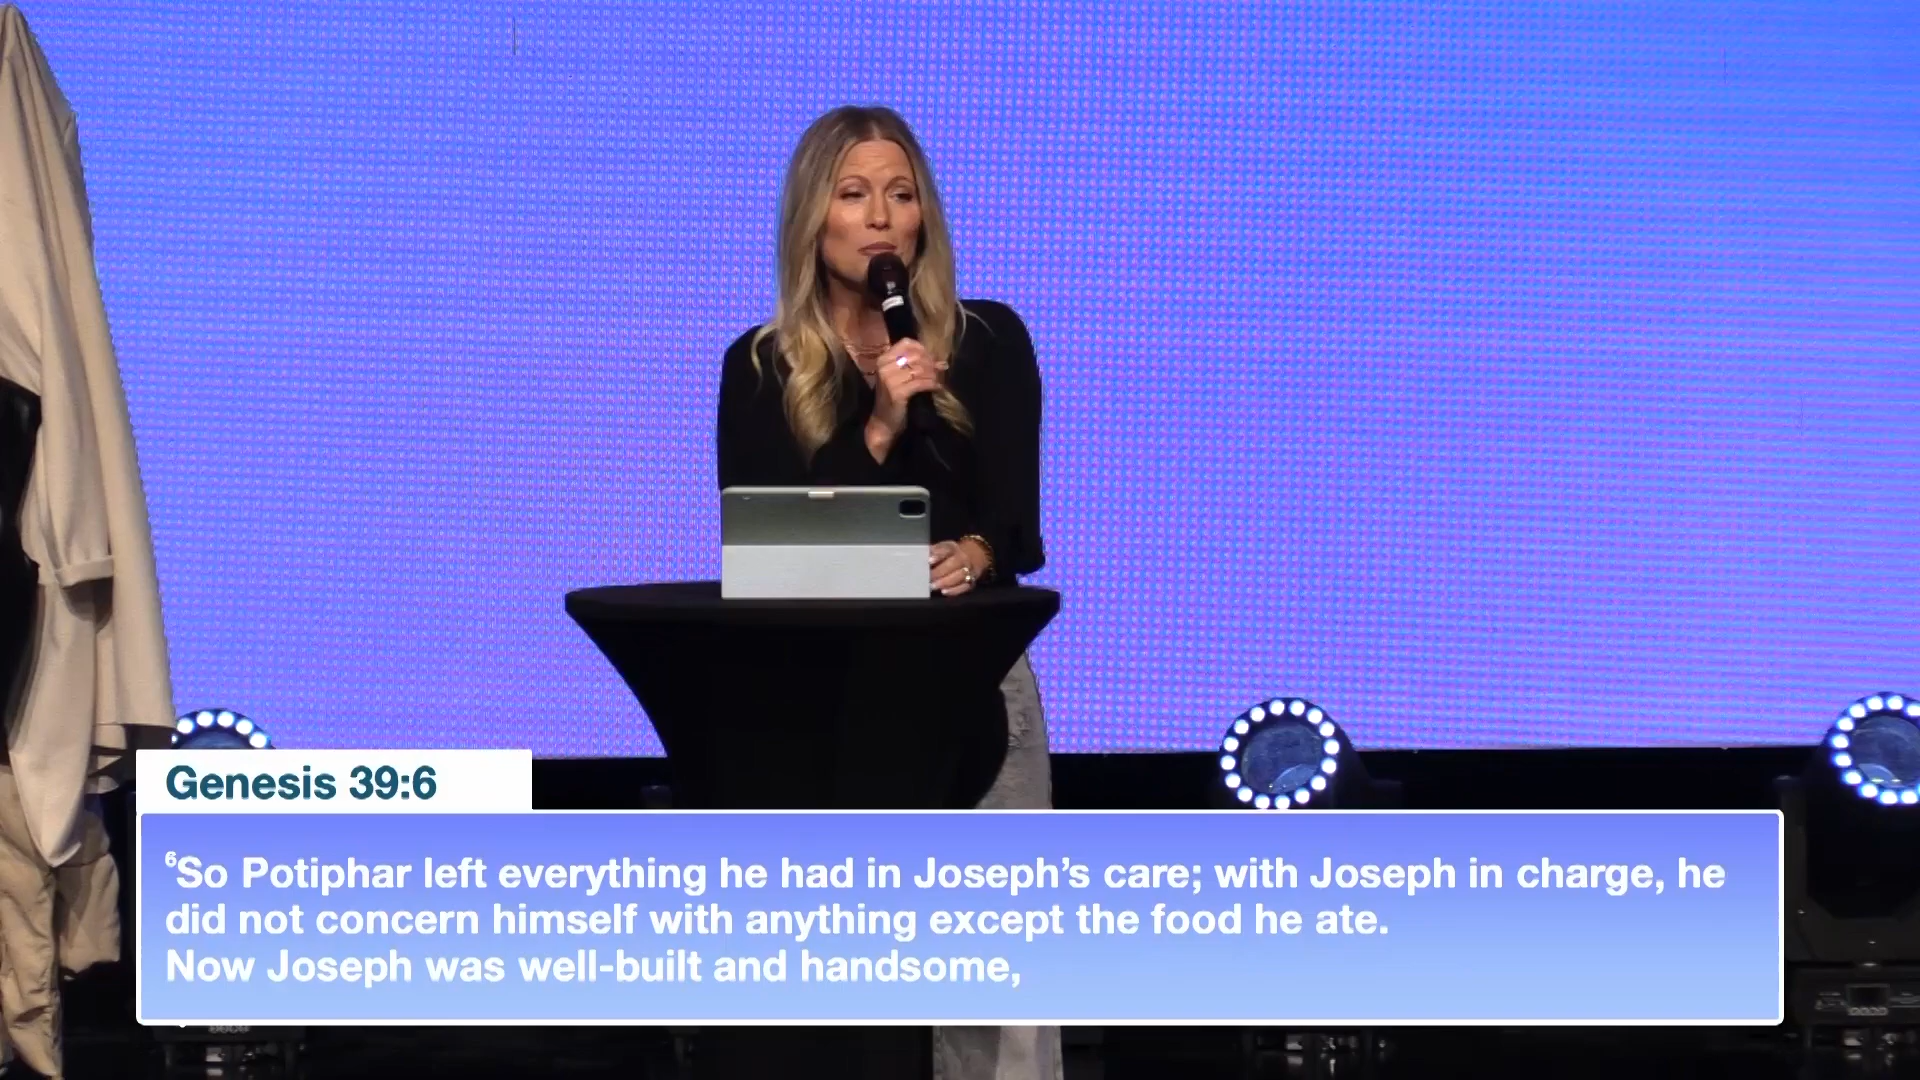 Genesis 39:6
⁶So Potiphar left everything he had in Joseph’s care; with Joseph in charge, he
did not concern himself with anything except the food he ate.
Now Joseph was well-built and handsome,